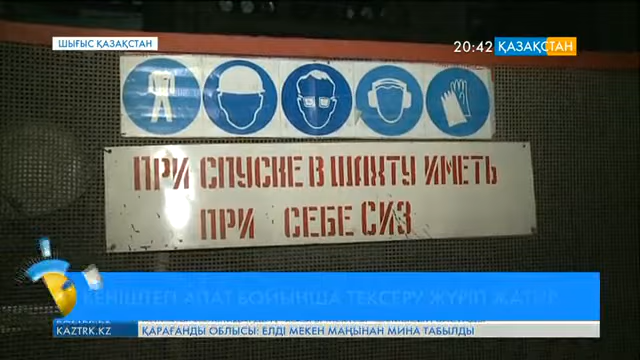 ШЫҒЫС ҚАЗАҚСТАН
20:42 ҚАЗАҚСТАН
ПРИ СПУСКЕ В ШАХТУ ИМЕТЬ
ПРИ СЕБЕ СИЗ
КЕНІШТЕГІ АПАТ БОЙЫНША ТЕКСЕРУ ЖҮРІП ЖАТЫР
KAZTRK.KZ
ҚАРАҒАНДЫ ОБЛЫСЫ: ЕЛДІ МЕКЕН МАҢЫНАН МИНА ТАБЫЛДЫ